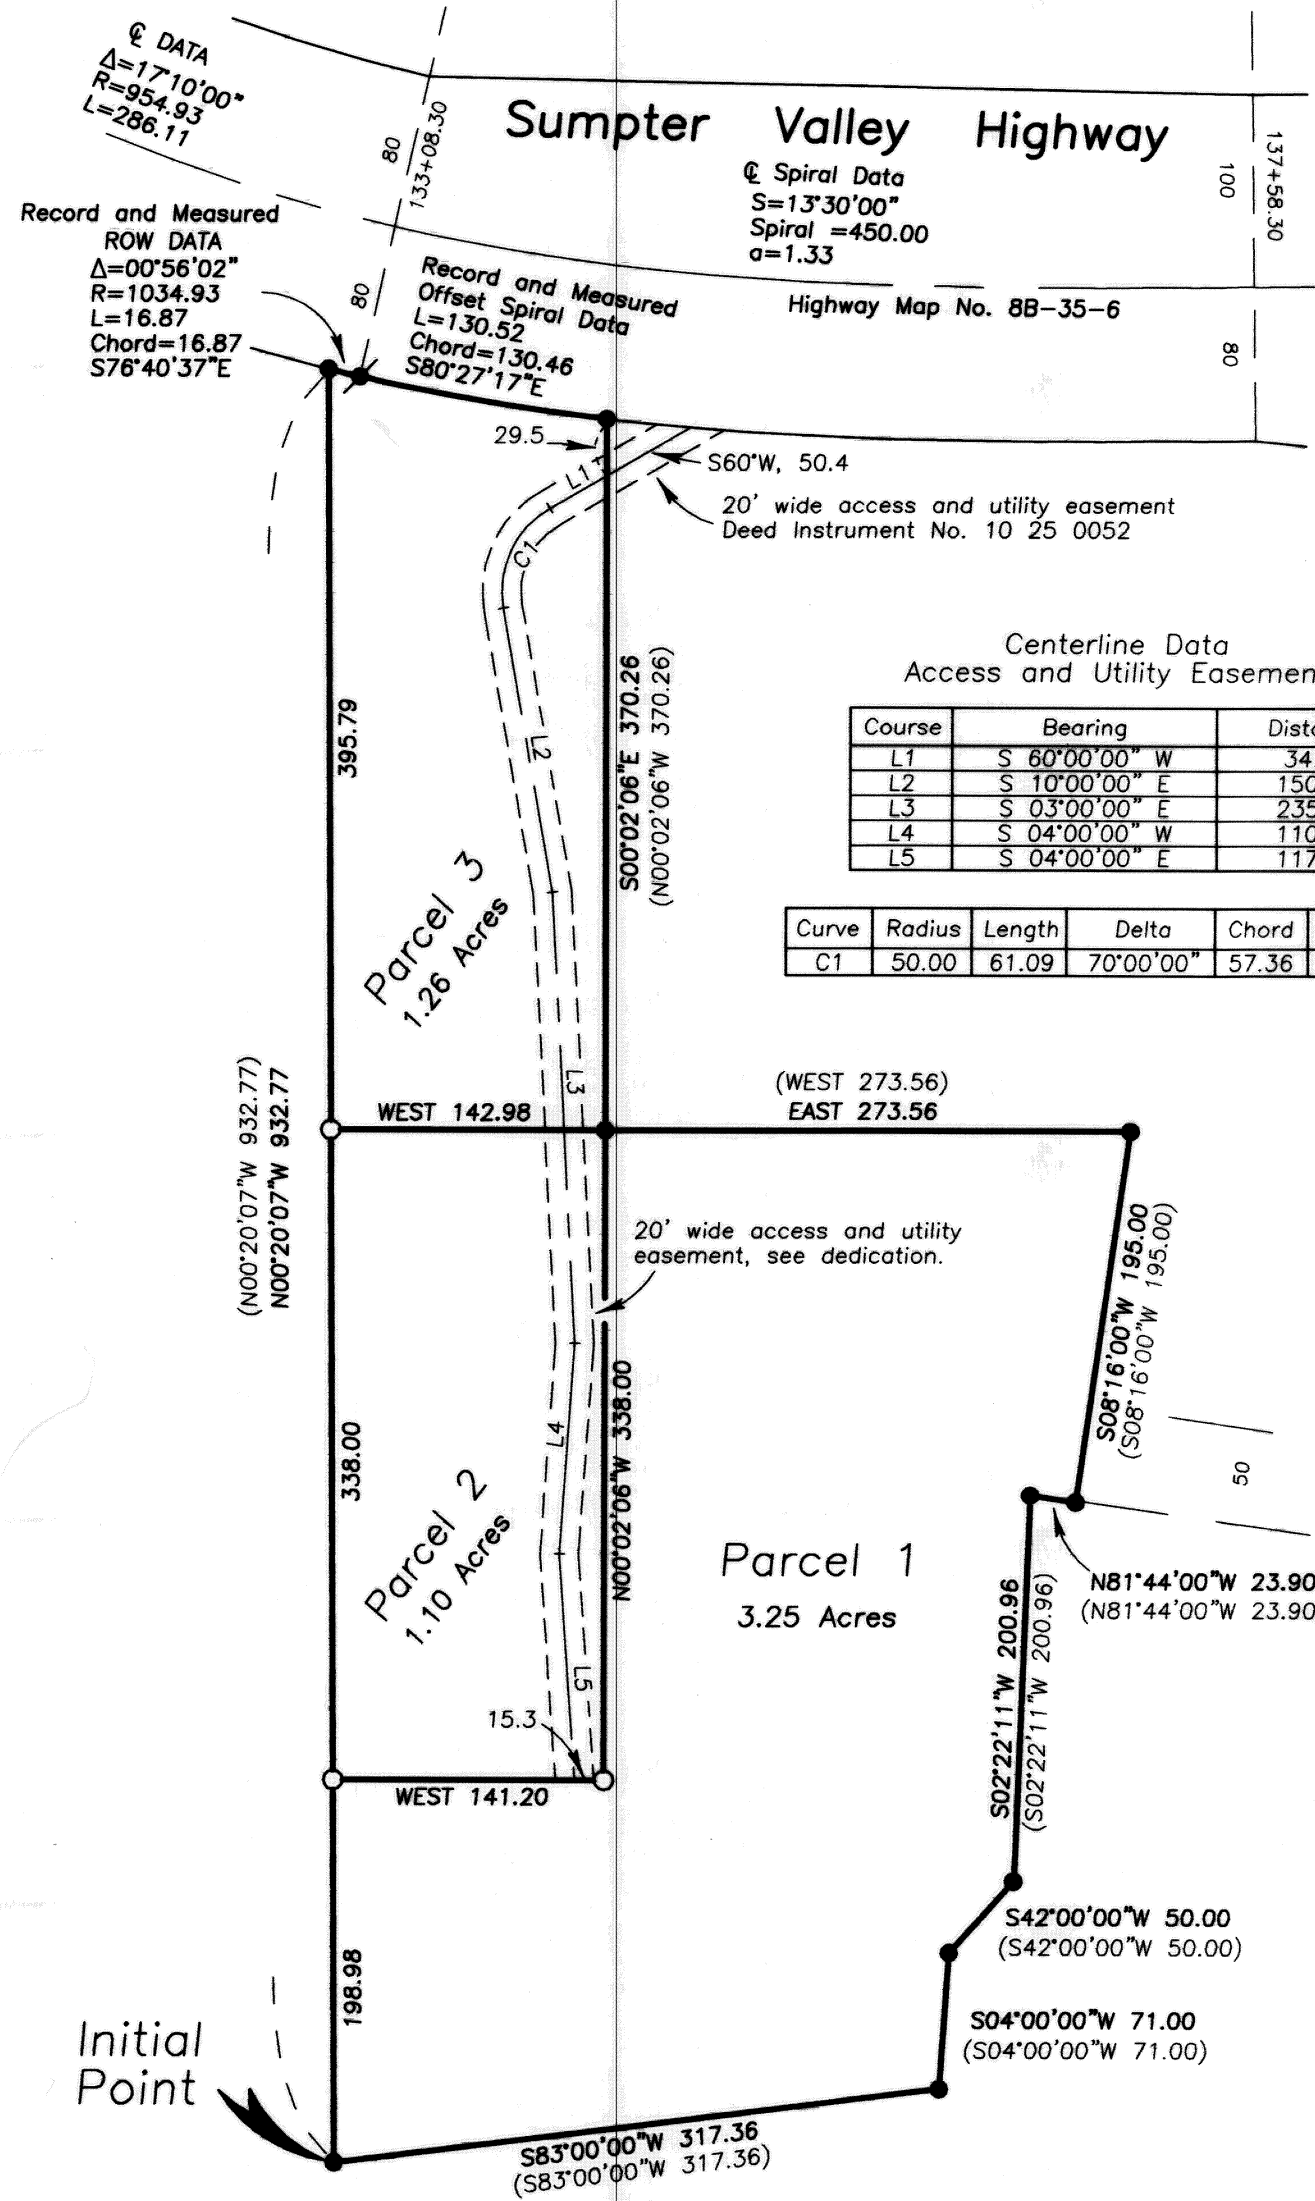 ℄ DATA
Δ=17°10'00"
R=954.93
L=286.11
80
133+08.30
Sumpter Valley Highway
℄ Spiral Data
S=13°30'00"
Spiral =450.00
a=1.33
137+58.30
100
Record and Measured
ROW DATA
Δ=00°56'02"
R=1034.93
L=16.87
Chord=16.87
S76°40'37"E
80
Record and Measured
Offset Spiral Data
L=130.52
Chord=130.46
S80°27'17"E
Highway Map No. 8B-35-6
80
29.5
S60°W, 50.4
L1
20' wide access and utility easement
Deed Instrument No. 10 25 0052
C1
395.79
L2
S00°02'06"E 370.26
(N00°02'06"W 370.26)
Centerline Data
Access and Utility
Course Bearing
L1 S 60°00'00" W
L2 S 10°00'00" E
L3 S 03°00'00" E
L4 S 04°00'00" W
L5 S 04°00'00" E
Curve Radius Length Delta Chord
C1 50.00 61.09 70°00'00" 57.36
Parcel 3
1.26 Acres
L3
(N00°20'07"W 932.77)
N00°20'07"W 932.77
WEST 142.98
(WEST 273.56)
EAST 273.56
20' wide access and utility
easement, see dedication.
S08°16'00"W 195.00
(S08°16'00"W 195.00)
338.00
L4
N00°02'06"W 338.00
50
Parcel 2
1.10 Acres
Parcel 1
3.25 Acres
N81°44'00"W 23.90
(N81°44'00"W 23.90
S02°22'11"W 200.96
(S02°22'11"W 200.96)
L5
15.3
WEST 141.20
S42°00'00"W 50.00
(S42°00'00"W 50.00)
198.98
S04°00'00"W 71.00
(S04°00'00"W 71.00)
Initial
Point
S83°00'00"W 317.36
(S83°00'00"W 317.36)